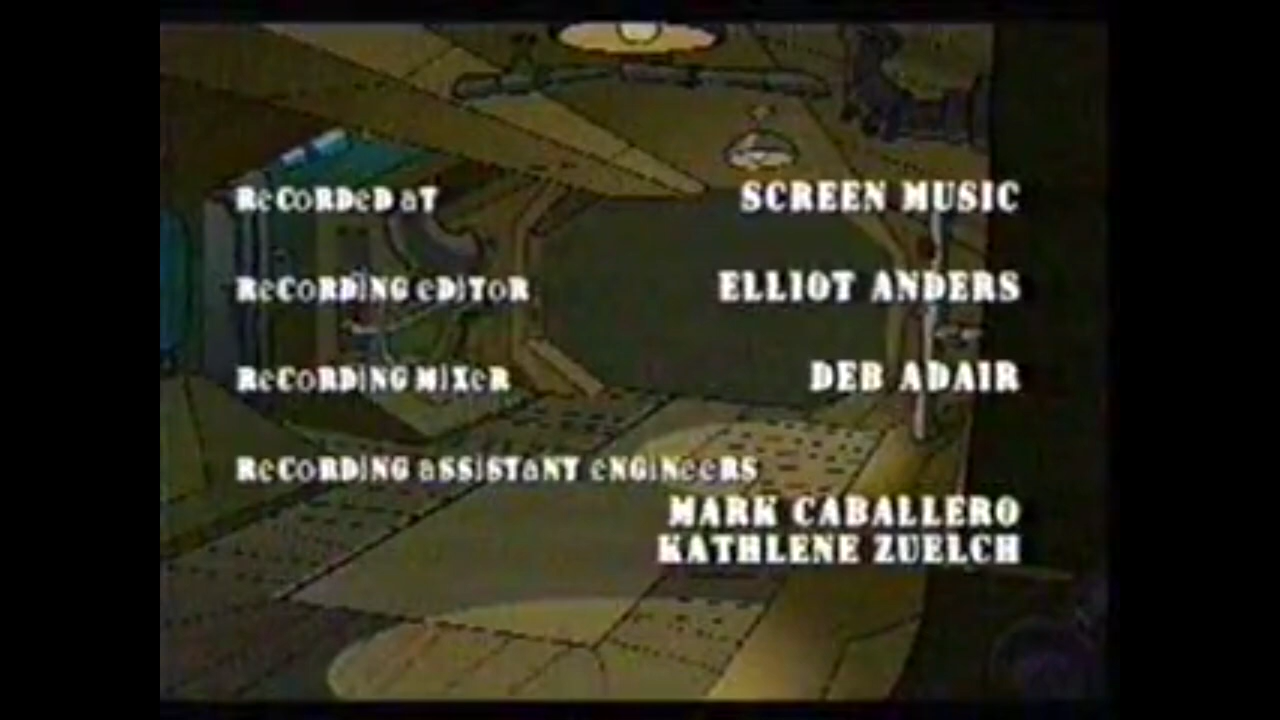 ReCoRDeD aT SCREEN MUSIC
ReCoRDiNG eDiToR ELLIOT ANDERS
ReCoRDiNG MiXeR DEB ADAIR
ReCoRDiNG aSSiSTaNT eNGiNeeRS
MARK CABALLERO
KATHLENE ZUELCH